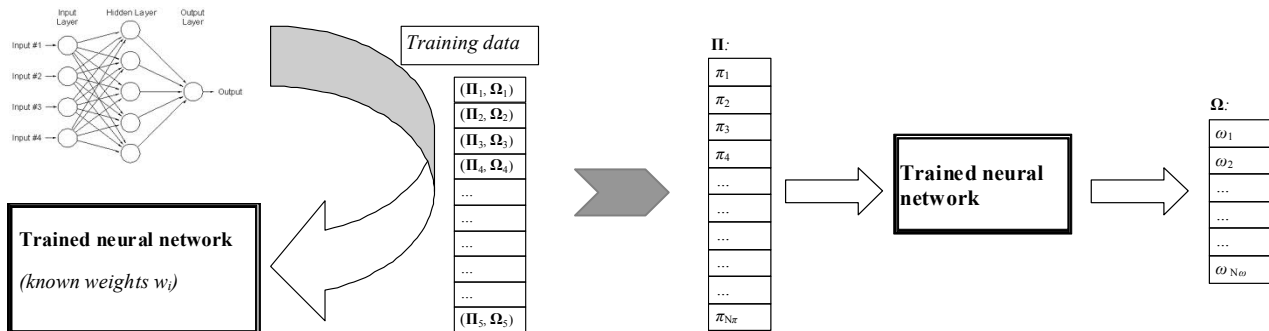 Input Layer
Hidden Layer
Output Layer
Input #1
Input #2
Input #3
Input #4
Output
Training data
(Π₁, Ω₁)
(Π₂, Ω₂)
(Π₃, Ω₃)
(Π₄, Ω₄)
...
...
...
...
...
(Π₅, Ω₅)
Trained neural network
(known weights wᵢ)
Π:
π₁
π₂
π₃
π₄
...
...
...
...
...
π_Nπ
Trained neural
network
Ω:
ω₁
ω₂
...
...
...
ω_Nω